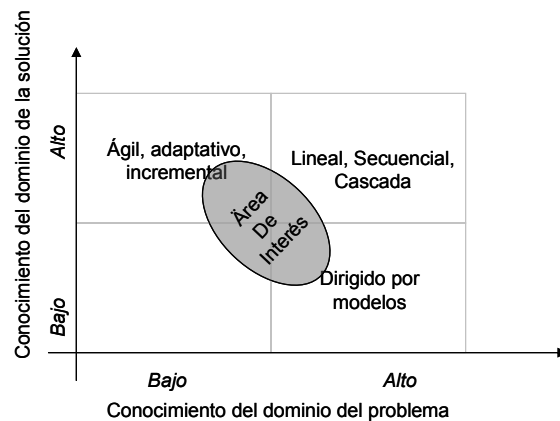 Conocimiento del dominio de la solución
Alto
Bajo
Ágil, adaptativo,
incremental
Lineal, Secuencial,
Cascada
Ärea
De
Interés
Dirigido por
modelos
Bajo
Alto
Conocimiento del dominio del problema